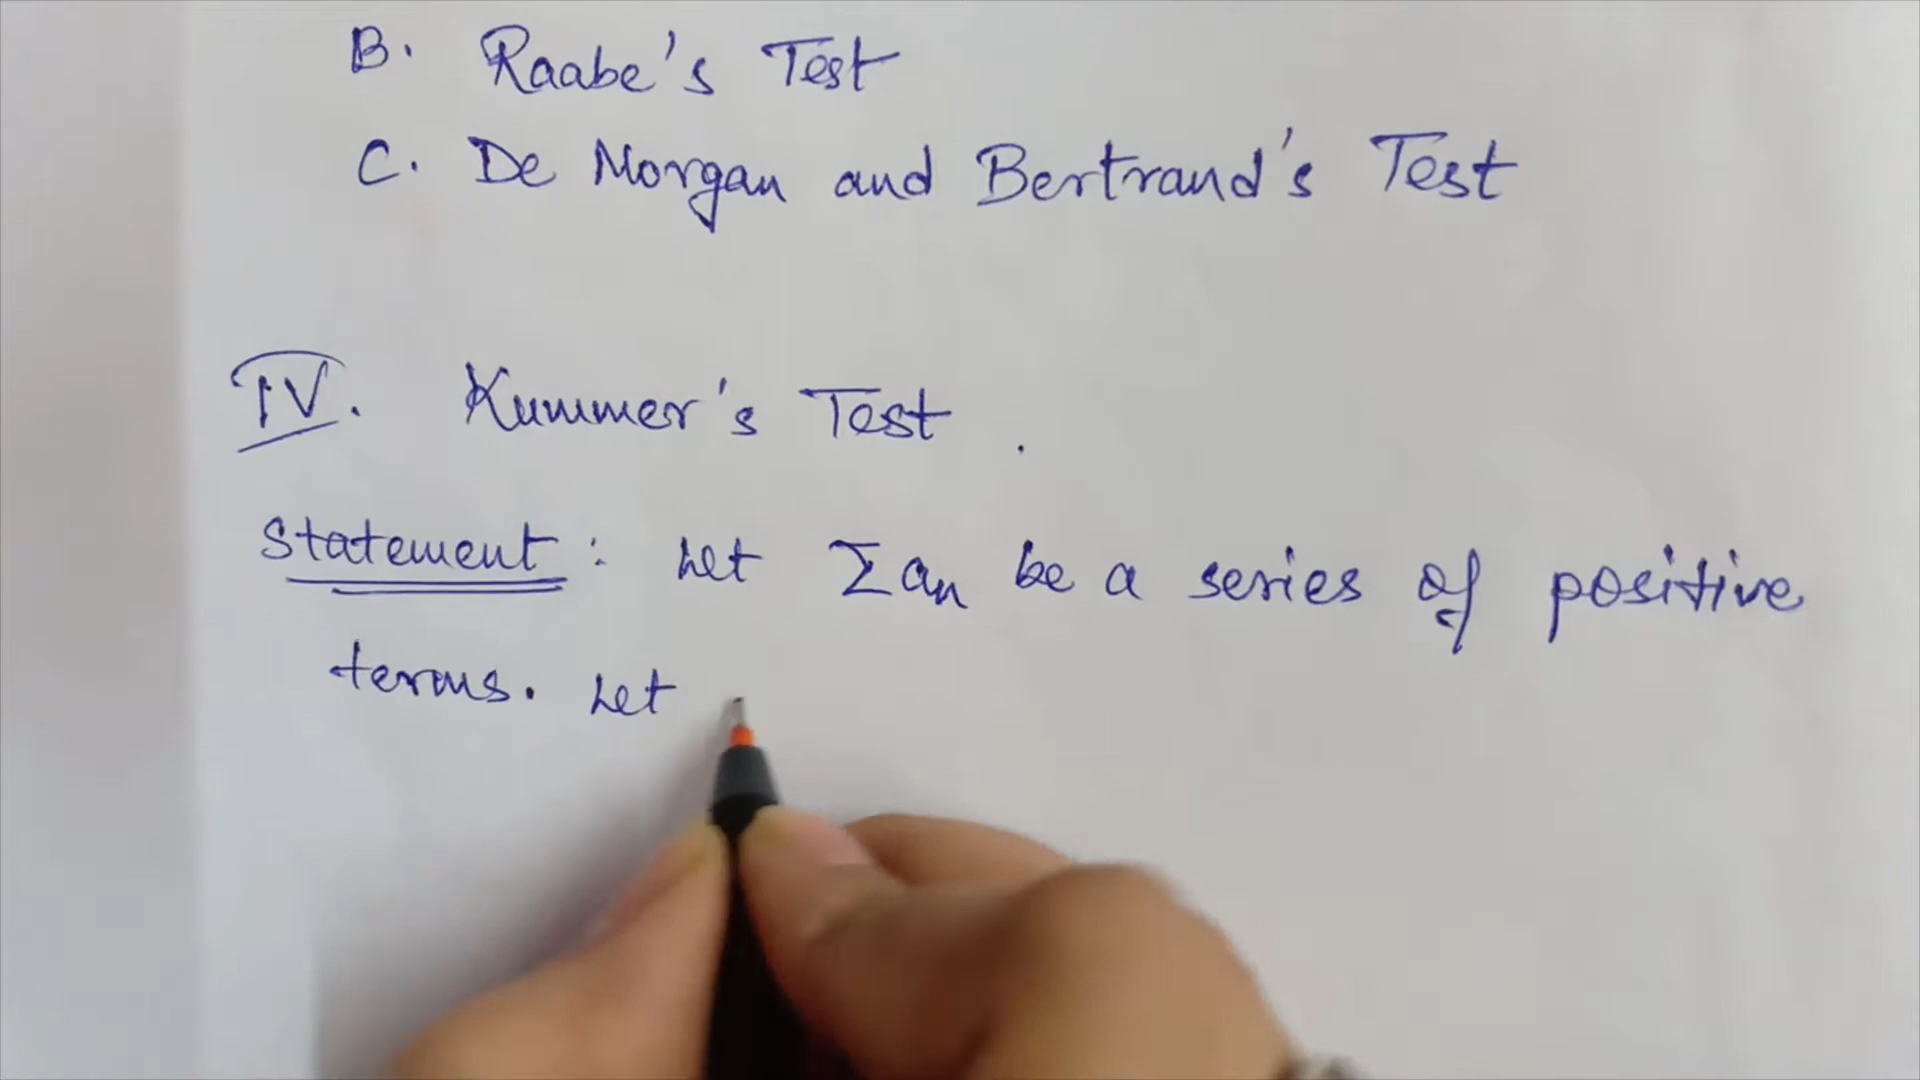 B. Raabe's Test
C. De Morgan and Bertrand's Test
IV. Kummer's Test.
Statement: Let Σan be a series of positive
terms. Let